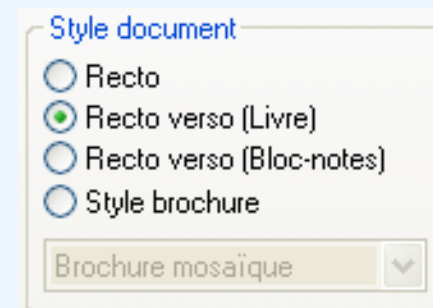 Style document
Recto
Recto verso (Livre)
Recto verso (Bloc-notes)
Style brochure
Brochure mosaïque